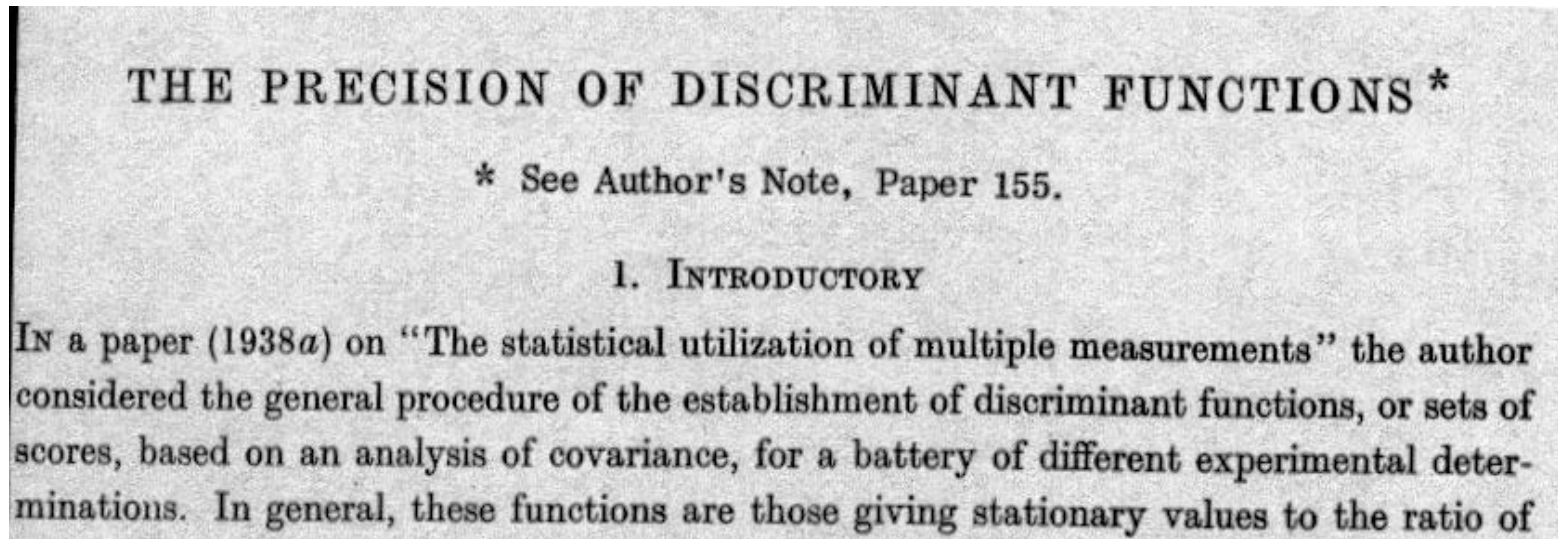 THE PRECISION OF DISCRIMINANT FUNCTIONS*
* See Author's Note, Paper 155.
1. INTRODUCTORY
IN a paper (1938a) on “The statistical utilization of multiple measurements” the author
considered the general procedure of the establishment of discriminant functions, or sets of
scores, based on an analysis of covariance, for a battery of different experimental deter-
minations. In general, these functions are those giving stationary values to the ratio of